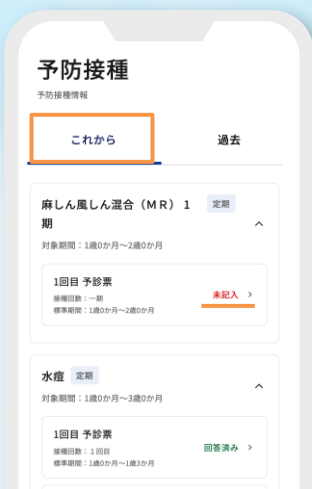 予防接種
予防接種情報
これから
過去
麻しん風しん混合（ＭＲ）１
期
定期
対象期間：1歳0か月～2歳0か月
1回目 予診票
接種回数：一期
標準期間：1歳0か月～2歳0か月
未記入
水痘
定期
対象期間：1歳0か月～3歳0か月
1回目 予診票
接種回数：１回目
標準期間：1歳0か月～1歳3か月
回答済み